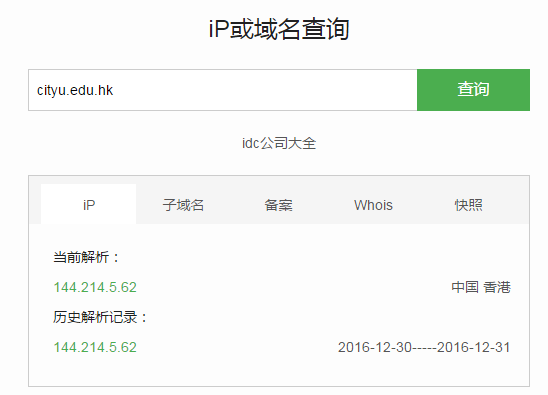 iP或域名查询
cityu.edu.hk 查询
idc公司大全
iP 子域名 备案 Whois 快照
当前解析：
144.214.5.62 中国 香港
历史解析记录：
144.214.5.62 2016-12-30-----2016-12-31